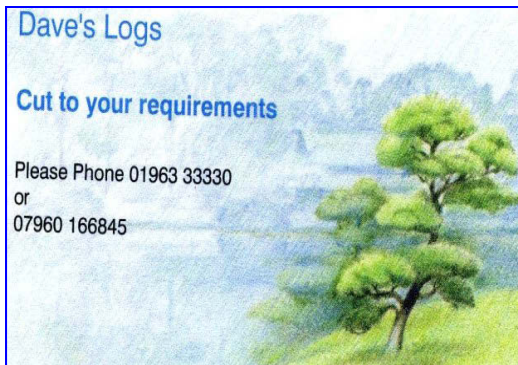 Dave's Logs
Cut to your requirements
Please Phone 01963 33330
or
07960 166845